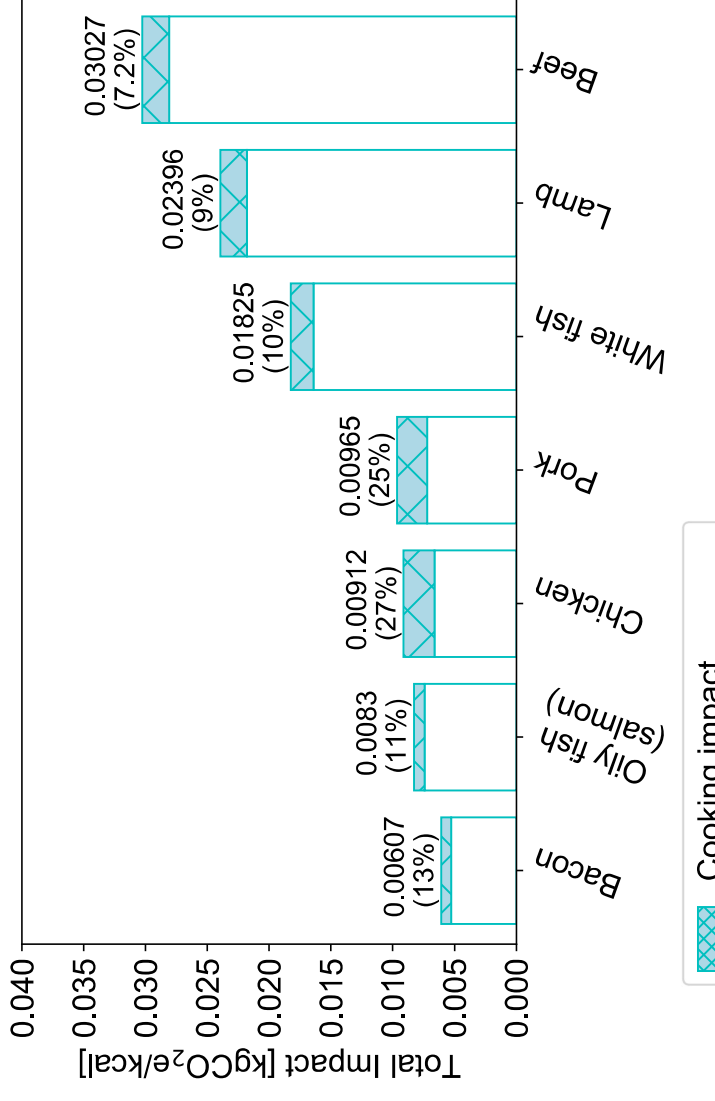 Total Impact [kgCO₂e/kcal]
0.040
0.035
0.030
0.025
0.020
0.015
0.010
0.005
0.000
0.00607
(13%)
0.0083
(11%)
0.00912
(27%)
0.00965
(25%)
0.01825
(10%)
0.02396
(9%)
0.03027
(7.2%)
Bacon
Oily fish
(salmon)
Chicken
Pork
White fish
Lamb
Beef
Cooking impact